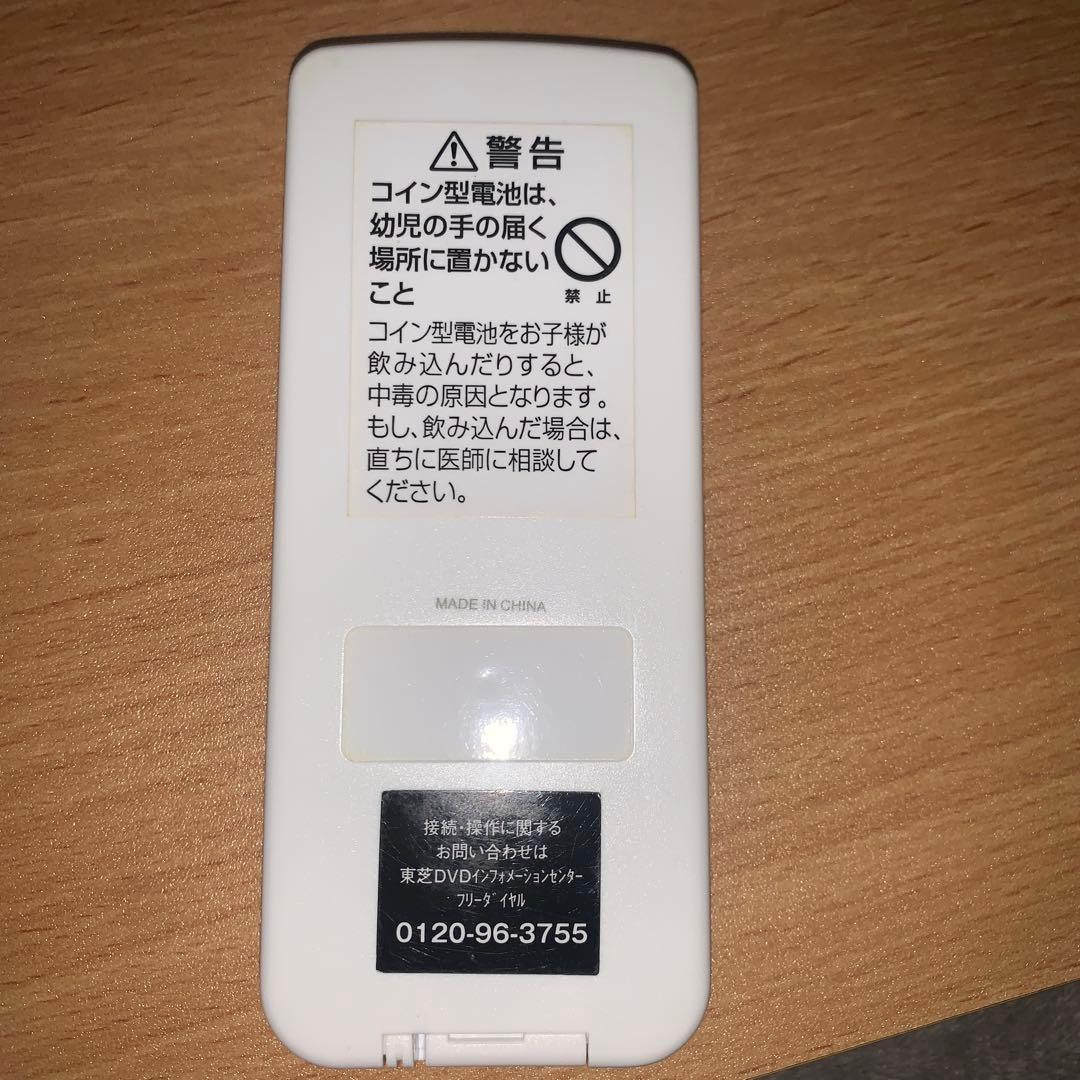 警告
コイン型電池は、
幼児の手の届く
場所に置かない
こと
禁止
コイン型電池をお子様が
飲み込んだりすると、
中毒の原因となります。
もし、飲み込んだ場合は、
直ちに医師に相談して
ください。
MADE IN CHINA
接続・操作に関する
お問い合わせは
東芝DVDｲﾝﾌｫﾒｰｼｮﾝｾﾝﾀｰ
ﾌﾘｰﾀﾞｲﾔﾙ
0120-96-3755